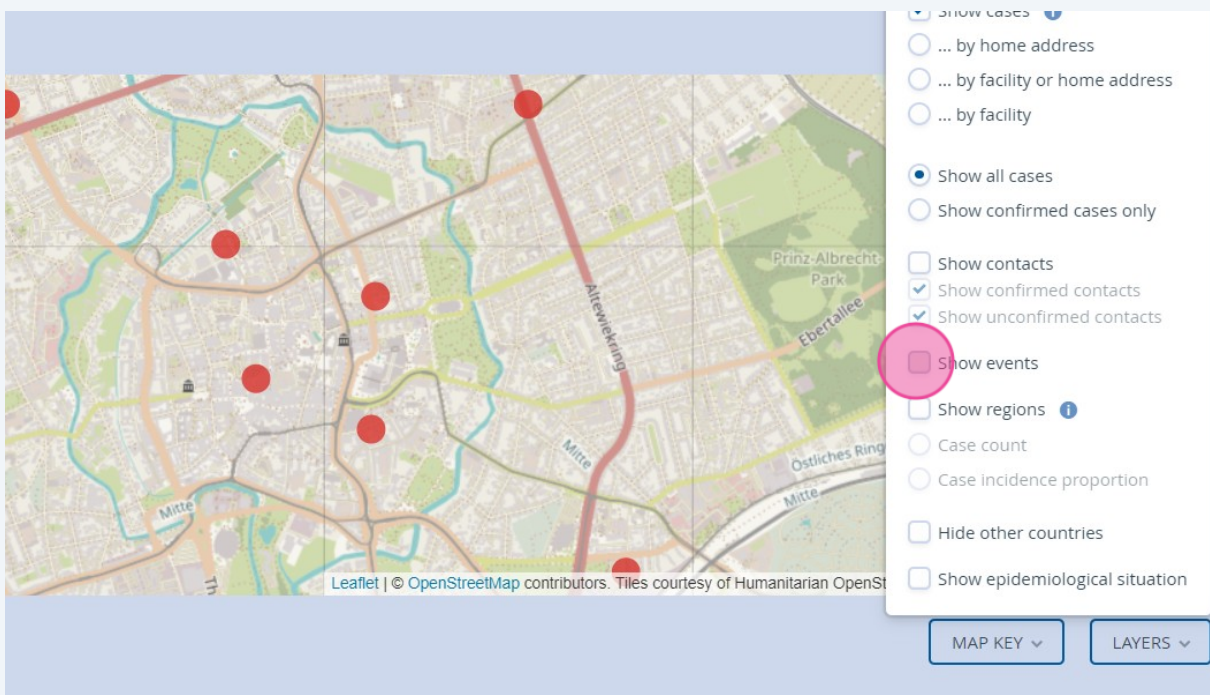 Show cases
... by home address
... by facility or home address
... by facility
Show all cases
Show confirmed cases only
Show contacts
Show confirmed contacts
Show unconfirmed contacts
Show events
Show regions
Case count
Case incidence proportion
Hide other countries
Show epidemiological situation
Prinz-Albrecht-
Park
Ebertallee
Altewiekring
Mitte
Östliches Ring
Mitte
Mitte
Leaflet | © OpenStreetMap contributors. Tiles courtesy of Humanitarian OpenSt
MAP KEY
LAYERS